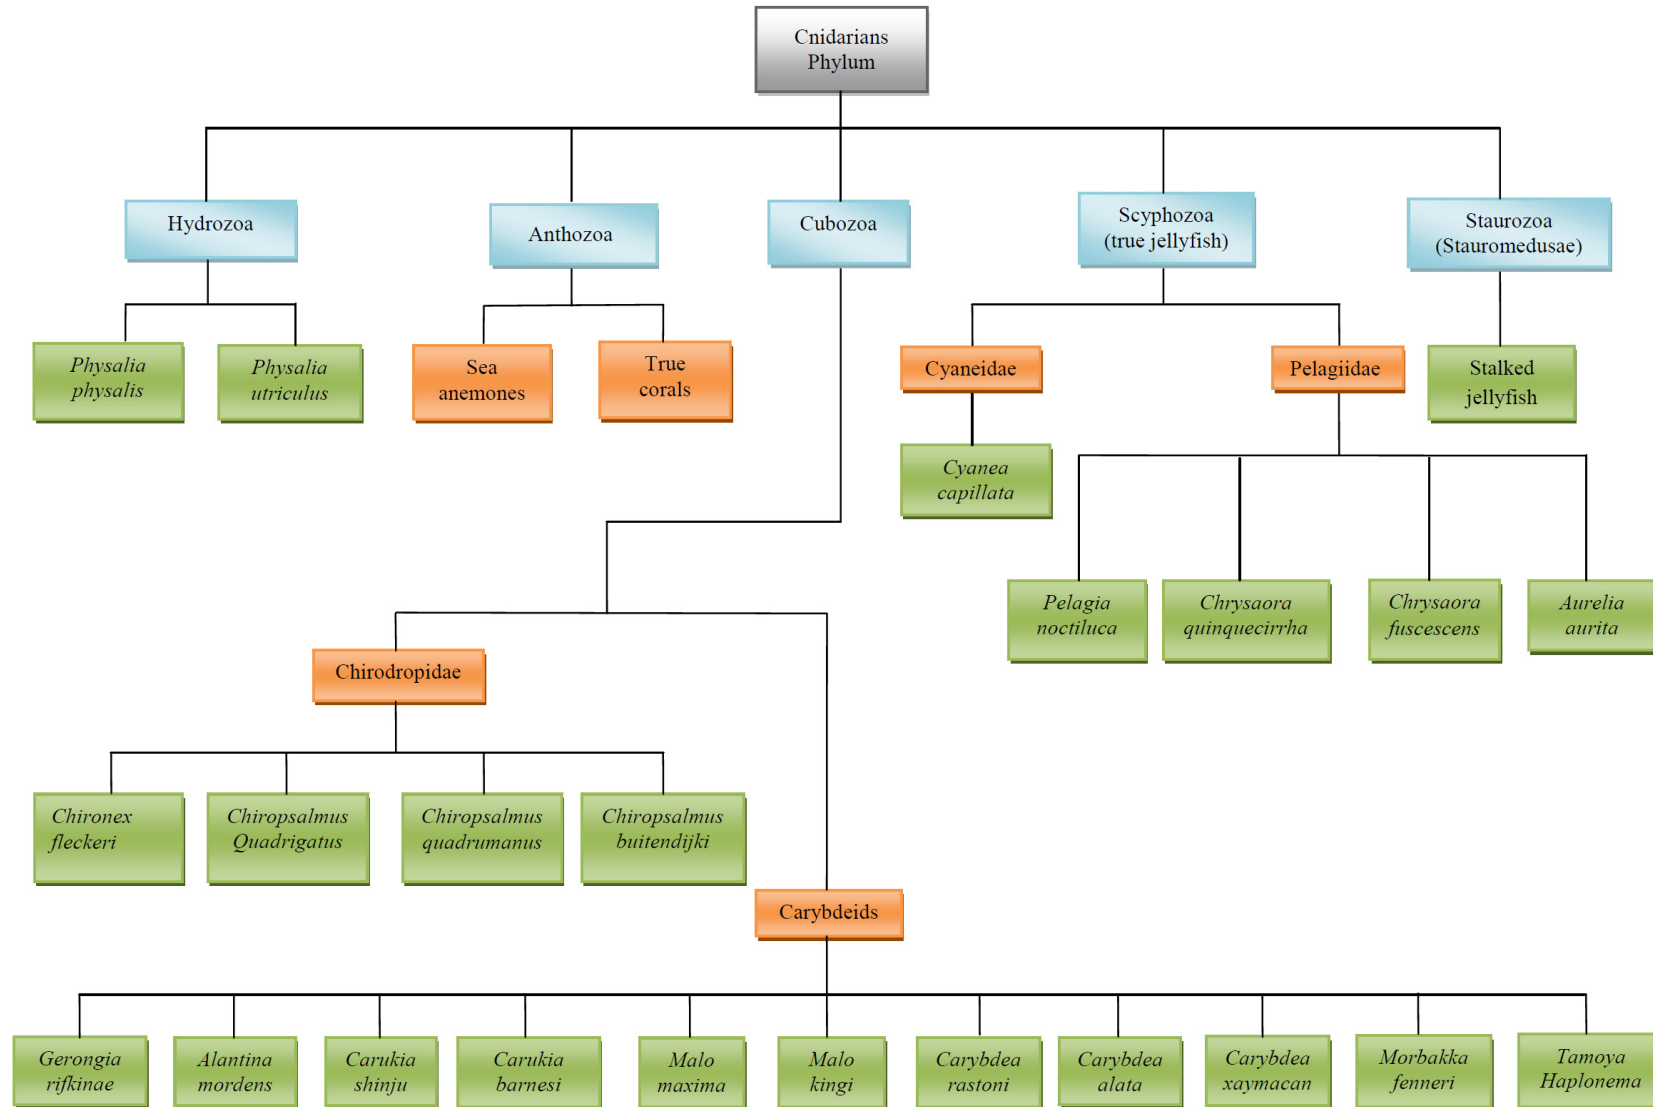 Cnidarians
Phylum
Hydrozoa
Anthozoa
Cubozoa
Scyphozoa
(true jellyfish)
Staurozoa
(Stauromedusae)
Physalia
physalis
Physalia
utriculus
Sea
anemones
True
corals
Cyaneidae
Pelagiidae
Stalked
jellyfish
Cyanea
capillata
Pelagia
noctiluca
Chrysaora
quinquecirrha
Chrysaora
fuscescens
Aurelia
aurita
Chirodropidae
Chironex
fleckeri
Chiropsalmus
Quadrigatus
Chiropsalmus
quadrumanus
Chiropsalmus
buitendijki
Carybdeids
Gerongia
rifkinae
Alantina
mordens
Carukia
shinju
Carukia
barnesi
Malo
maxima
Malo
kingi
Carybdea
rastoni
Carybdea
alata
Carybdea
xaymacan
Morbakka
fenneri
Tamoya
Haplonema